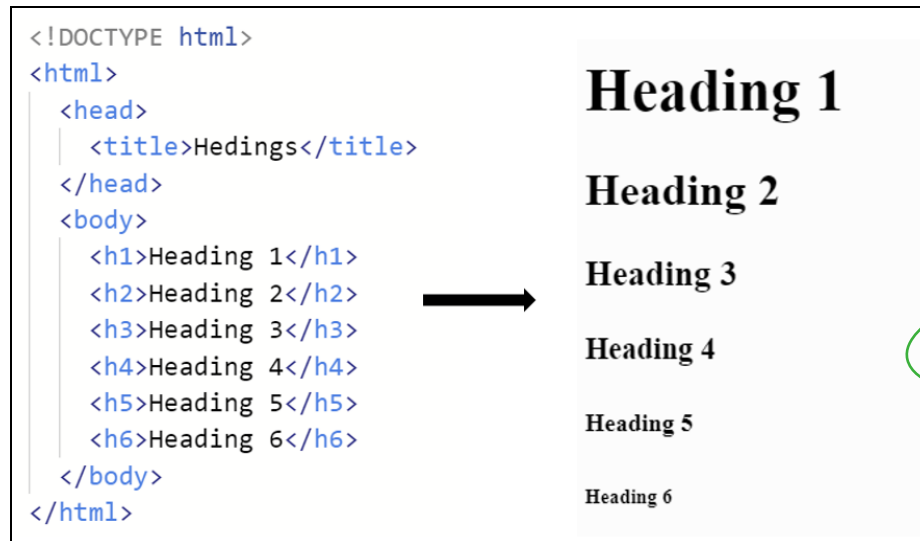 <!DOCTYPE html>
<html>
<head>
<title>Hedings</title>
</head>
<body>
<h1>Heading 1</h1>
<h2>Heading 2</h2>
<h3>Heading 3</h3>
<h4>Heading 4</h4>
<h5>Heading 5</h5>
<h6>Heading 6</h6>
</body>
</html>
Heading 1
Heading 2
Heading 3
Heading 4
Heading 5
Heading 6